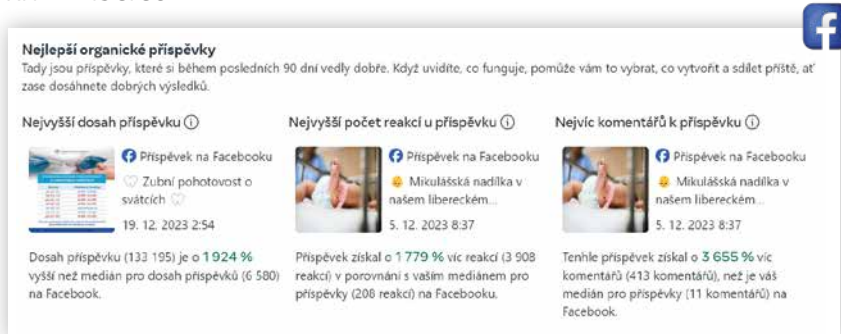 Nejlepší organické příspěvky
Tady jsou příspěvky, které si během posledních 90 dní vedly dobře. Když uvidíte, co funguje, pomůže vám to vybrat, co vytvořit a sdílet příště, ať
zase dosáhnete dobrých výsledků.
Nejvyšší dosah příspěvku
Příspěvek na Facebooku
Zubní pohotovost o
svátcích
19. 12. 2023 2:54
Dosah příspěvku (133 195) je o 1 924 %
vyšší než medián pro dosah příspěvků (6 580)
na Facebook.
Nejvyšší počet reakcí u příspěvku
Příspěvek na Facebooku
Mikulášská nadílka v
našem libereckém...
5. 12. 2023 8:37
Příspěvek získal o 1 779 % víc reakcí (3 908
reakcí) v porovnání s vaším mediánem pro
příspěvky (208 reakcí) na Facebooku.
Nejvíc komentářů k příspěvku
Příspěvek na Facebooku
Mikulášská nadílka v
našem libereckém...
5. 12. 2023 8:37
Tenhle příspěvek získal o 3 655 % víc
komentářů (413 komentářů), než je váš
medián pro příspěvky (11 komentářů) na
Facebook.